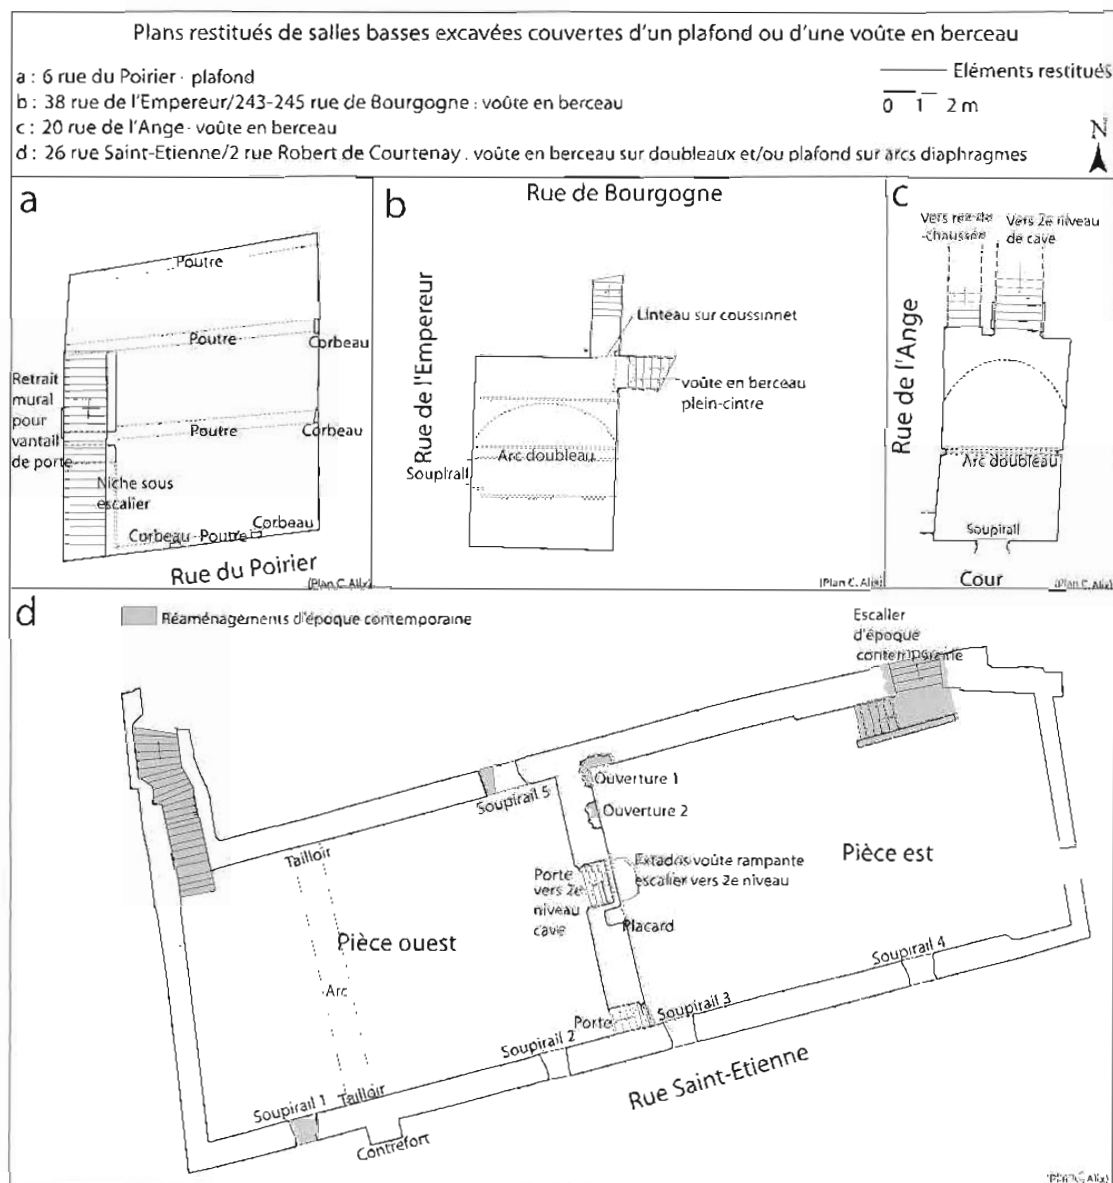 Plans restitués de salles basses excavées couvertes d'un plafond ou d'une voûte en berceau
a : 6 rue du Poirier · plafond
b : 38 rue de l'Empereur/243-245 rue de Bourgogne : voûte en berceau
c : 20 rue de l'Ange · voûte en berceau
d : 26 rue Saint-Etienne/2 rue Robert de Courtenay . voûte en berceau sur doubleaux et/ou plafond sur arcs diaphragmes
Eléments restitués
0 1 2 m
N
a
Poutre
Poutre
Corbeau
Retrait
mural
pour
vantail
de porte
Poutre
Corbeau
Niche sous
escalier
Corbeau
Corbeau · Poutre
Rue du Poirier
(Plan C. Alix)
b
Rue de Bourgogne
Rue de l'Empereur
Linteau sur coussinnet
voûte en berceau
plein-cintre
Arc doubleau
Soupirail
(Plan C. Alix)
c
Vers rez-de
-chaussée
Vers 2e niveau
de cave
Rue de l'Ange
Arc doubleau
Soupirail
Cour
(Plan C. Alix)
d
Réaménagements d'époque contemporaine
Escalier
d'époque
contemporaine
Soupirail 5
Ouverture 1
Ouverture 2
Tailloir
Porte
vers 2e
niveau
cave
Extrados voûte rampante
escalier vers 2e niveau
Pièce est
Placard
Pièce ouest
Arc
Soupirail 4
Soupirail 3
Porte
Soupirail 2
Tailloir
Soupirail 1
Rue Saint-Etienne
Contrefort
(Plan C. Alix)